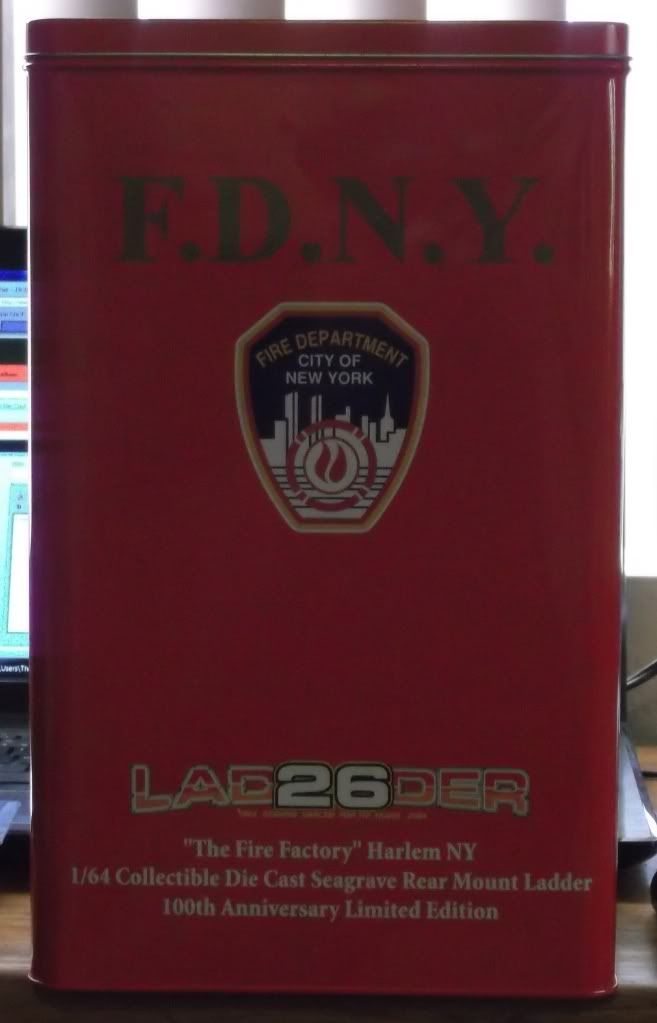 F.D.N.Y.
FIRE DEPARTMENT
CITY OF
NEW YORK
LAD26DER
"The Fire Factory" Harlem NY
1/64 Collectible Die Cast Seagrave Rear Mount Ladder
100th Anniversary Limited Edition